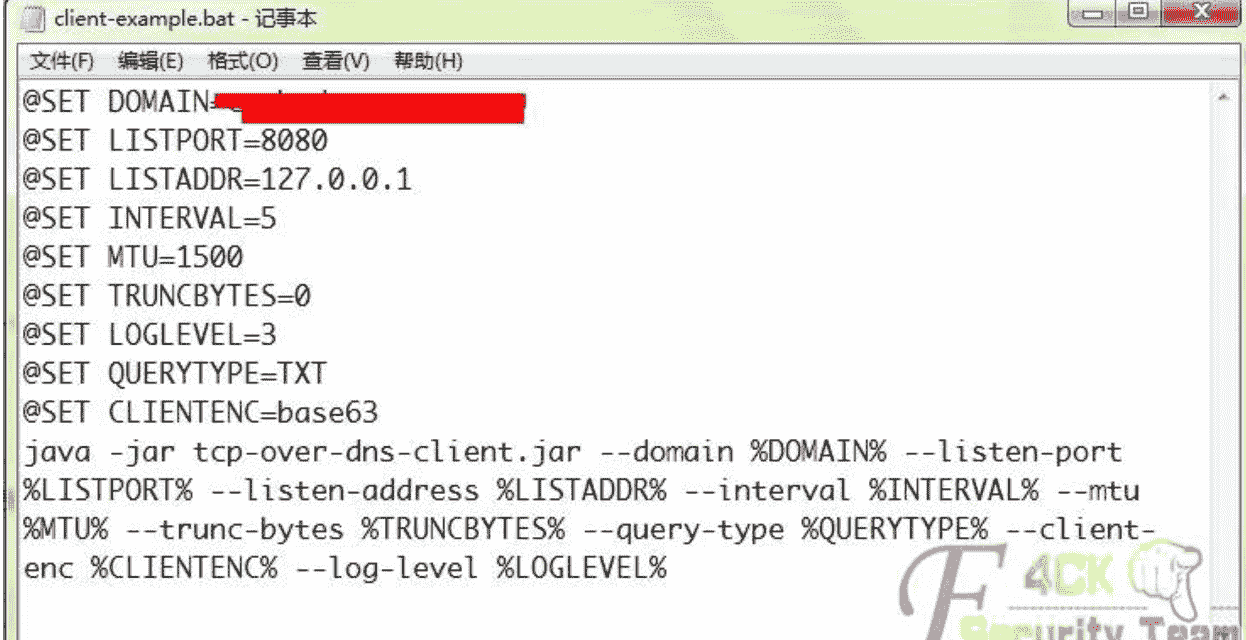 client-example.bat - 记事本
文件(F) 编辑(E) 格式(O) 查看(V) 帮助(H)
@SET DOMAIN=
@SET LISTPORT=8080
@SET LISTADDR=127.0.0.1
@SET INTERVAL=5
@SET MTU=1500
@SET TRUNCBYTES=0
@SET LOGLEVEL=3
@SET QUERYTYPE=TXT
@SET CLIENTENC=base63
java -jar tcp-over-dns-client.jar --domain %DOMAIN% --listen-port
%LISTPORT% --listen-address %LISTADDR% --interval %INTERVAL% --mtu
%MTU% --trunc-bytes %TRUNCBYTES% --query-type %QUERYTYPE% --client-
enc %CLIENTENC% --log-level %LOGLEVEL%
F4CK
Security Team